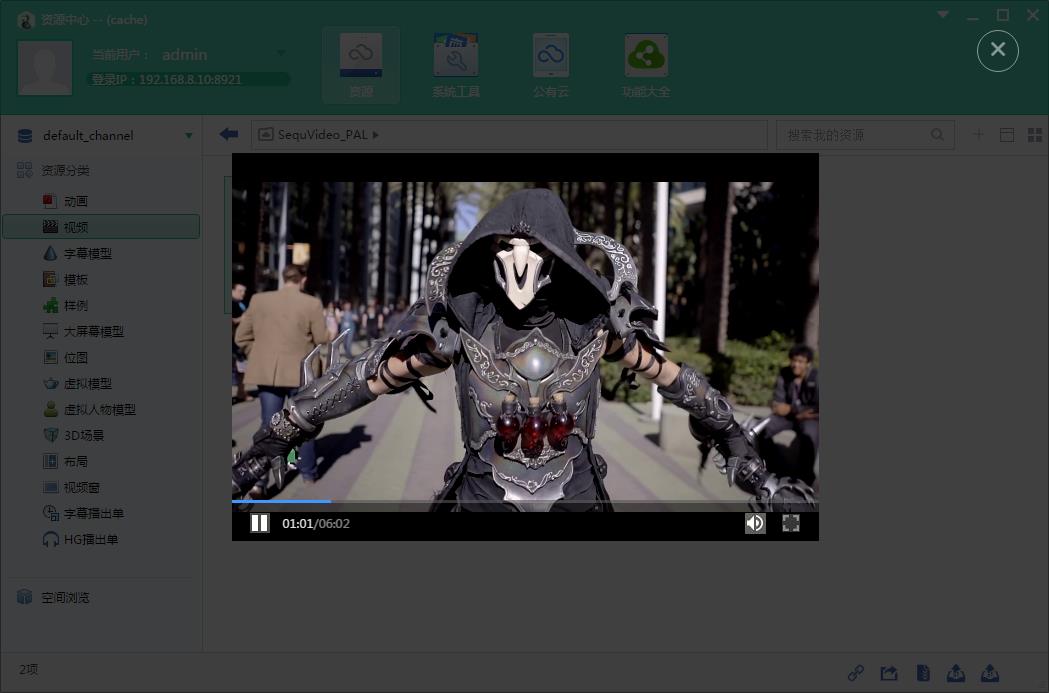 资源中心 -- (cache)
当前用户： admin
登录IP：192.168.8.10:8921
资源
系统工具
公有云
功能大全
default_channel
SequVideo_PAL
搜索我的资源
资源分类
动画
视频
字幕模型
模板
样例
大屏幕模型
位图
虚拟模型
虚拟人物模型
3D场景
布局
视频窗
字幕播出单
HG播出单
空间浏览
01:01/06:02
2项